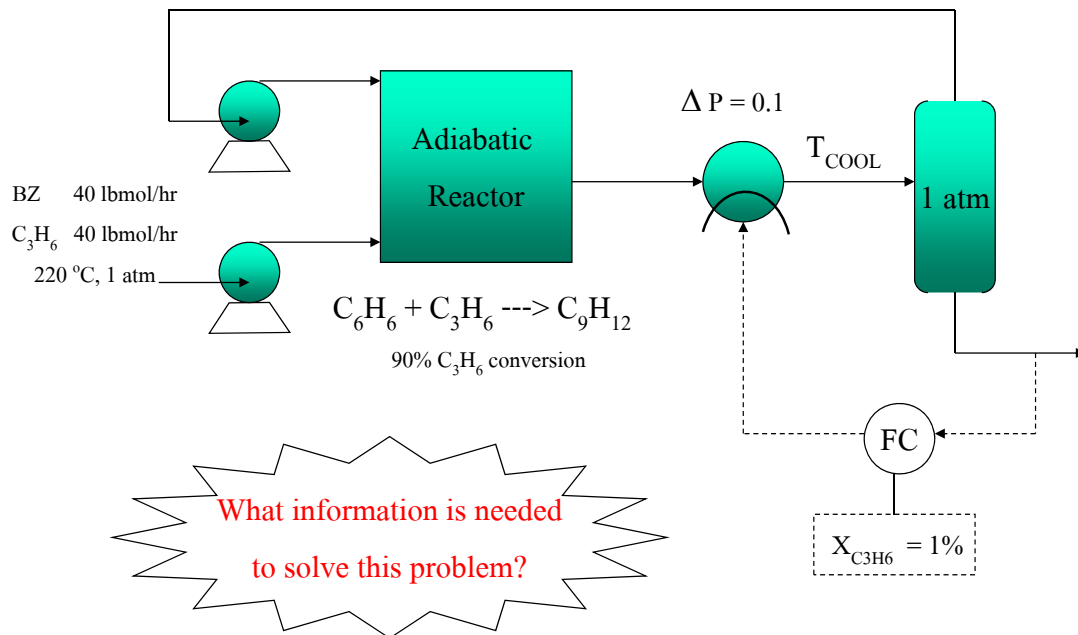 Δ P = 0.1
Adiabatic
Reactor
T_COOL
1 atm
BZ 40 lbmol/hr
C3H6 40 lbmol/hr
220 °C, 1 atm
C6H6 + C3H6 ---> C9H12
90% C3H6 conversion
FC
What information is needed
to solve this problem?
X_C3H6 = 1%